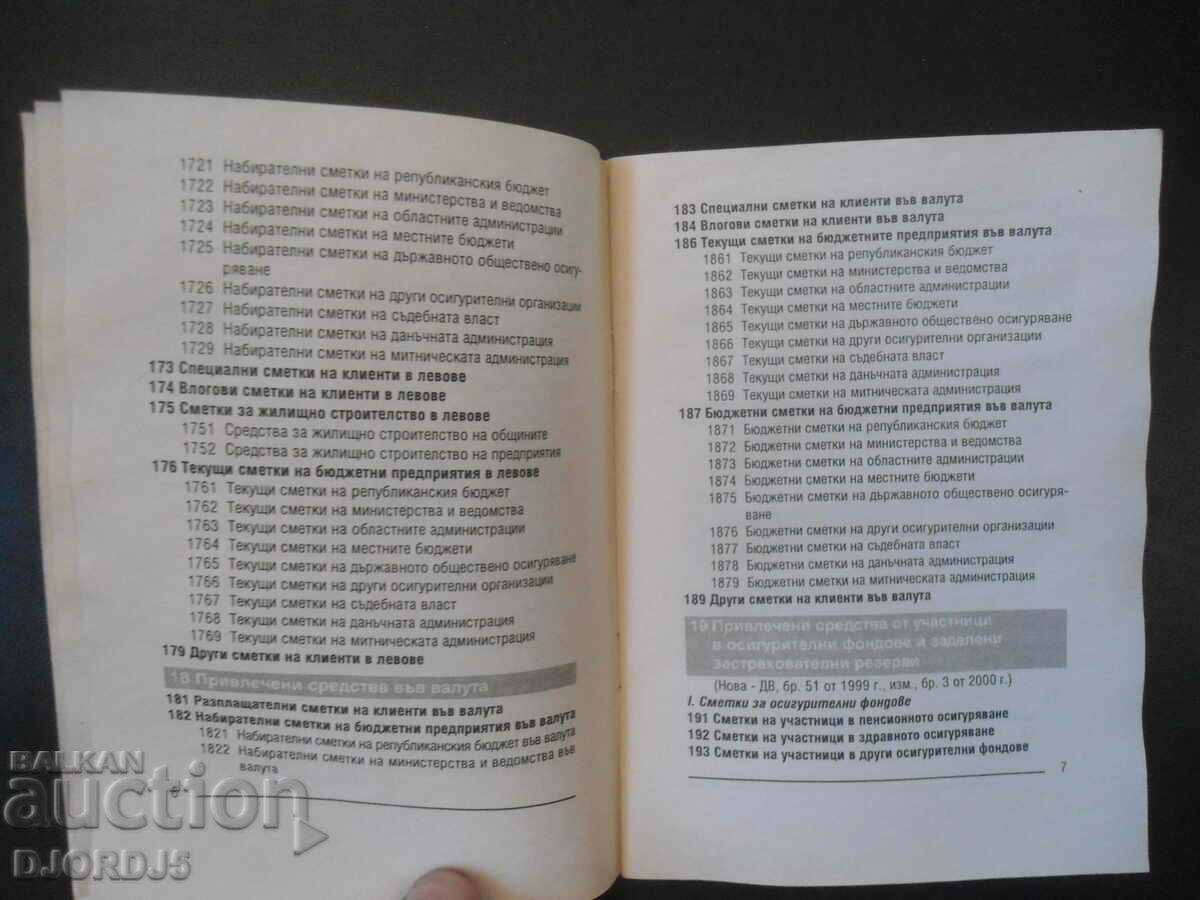 1721 Набирателни сметки на републиканския бюджет
1722 Набирателни сметки на министерства и ведомства
1723 Набирателни сметки на областните администрации
1724 Набирателни сметки на местните бюджети
1725 Набирателни сметки на държавното обществено осигу-
ряване
1726 Набирателни сметки на други осигурителни организации
1727 Набирателни сметки на съдебната власт
1728 Набирателни сметки на данъчната администрация
1729 Набирателни сметки на митническата администрация
173 Специални сметки на клиенти в левове
174 Влогови сметки на клиенти в левове
175 Сметки за жилищно строителство в левове
1751 Средства за жилищно строителство на общините
1752 Средства за жилищно строителство на предприятия
176 Текущи сметки на бюджетни предприятия в левове
1761 Текущи сметки на републиканския бюджет
1762 Текущи сметки на министерства и ведомства
1763 Текущи сметки на областните администрации
1764 Текущи сметки на местните бюджети
1765 Текущи сметки на държавното обществено осигуряване
1766 Текущи сметки на други осигурителни организации
1767 Текущи сметки на съдебната власт
1768 Текущи сметки на данъчната администрация
1769 Текущи сметки на митническата администрация
179 Други сметки на клиенти в левове
18 Привлечени средства във валута
181 Разплащателни сметки на клиенти във валута
182 Набирателни сметки на бюджетни предприятия във валута
1821 Набирателни сметки на републиканския бюджет във валута
1822 Набирателни сметки на министерства и ведомства във
валута
6
183 Специални сметки на клиенти във валута
184 Влогови сметки на клиенти във валута
186 Текущи сметки на бюджетните предприятия във валута
1861 Текущи сметки на републиканския бюджет
1862 Текущи сметки на министерства и ведомства
1863 Текущи сметки на областните администрации
1864 Текущи сметки на местните бюджети
1865 Текущи сметки на държавното обществено осигуряване
1866 Текущи сметки на други осигурителни организации
1867 Текущи сметки на съдебната власт
1868 Текущи сметки на данъчната администрация
1869 Текущи сметки на митническата администрация
187 Бюджетни сметки на бюджетни предприятия във валута
1871 Бюджетни сметки на републиканския бюджет
1872 Бюджетни сметки на министерства и ведомства
1873 Бюджетни сметки на областните администрации
1874 Бюджетни сметки на местните бюджети
1875 Бюджетни сметки на държавното обществено осигуря-
ване
1876 Бюджетни сметки на други осигурителни организации
1877 Бюджетни сметки на съдебната власт
1878 Бюджетни сметки на данъчната администрация
1879 Бюджетни сметки на митническата администрация
189 Други сметки на клиенти във валута
19 Привлечени средства от участници
в осигурителни фондове и заделени
застрахователни резерви
(Нова - ДВ, бр. 51 от 1999 г., изм., бр. 3 от 2000 г.)
I. Сметки за осигурителни фондове
191 Сметки на участници в пенсионното осигуряване
192 Сметки на участници в здравното осигуряване
193 Сметки на участници в други осигурителни фондове
7
BALKAN
auction
DJORDJ5